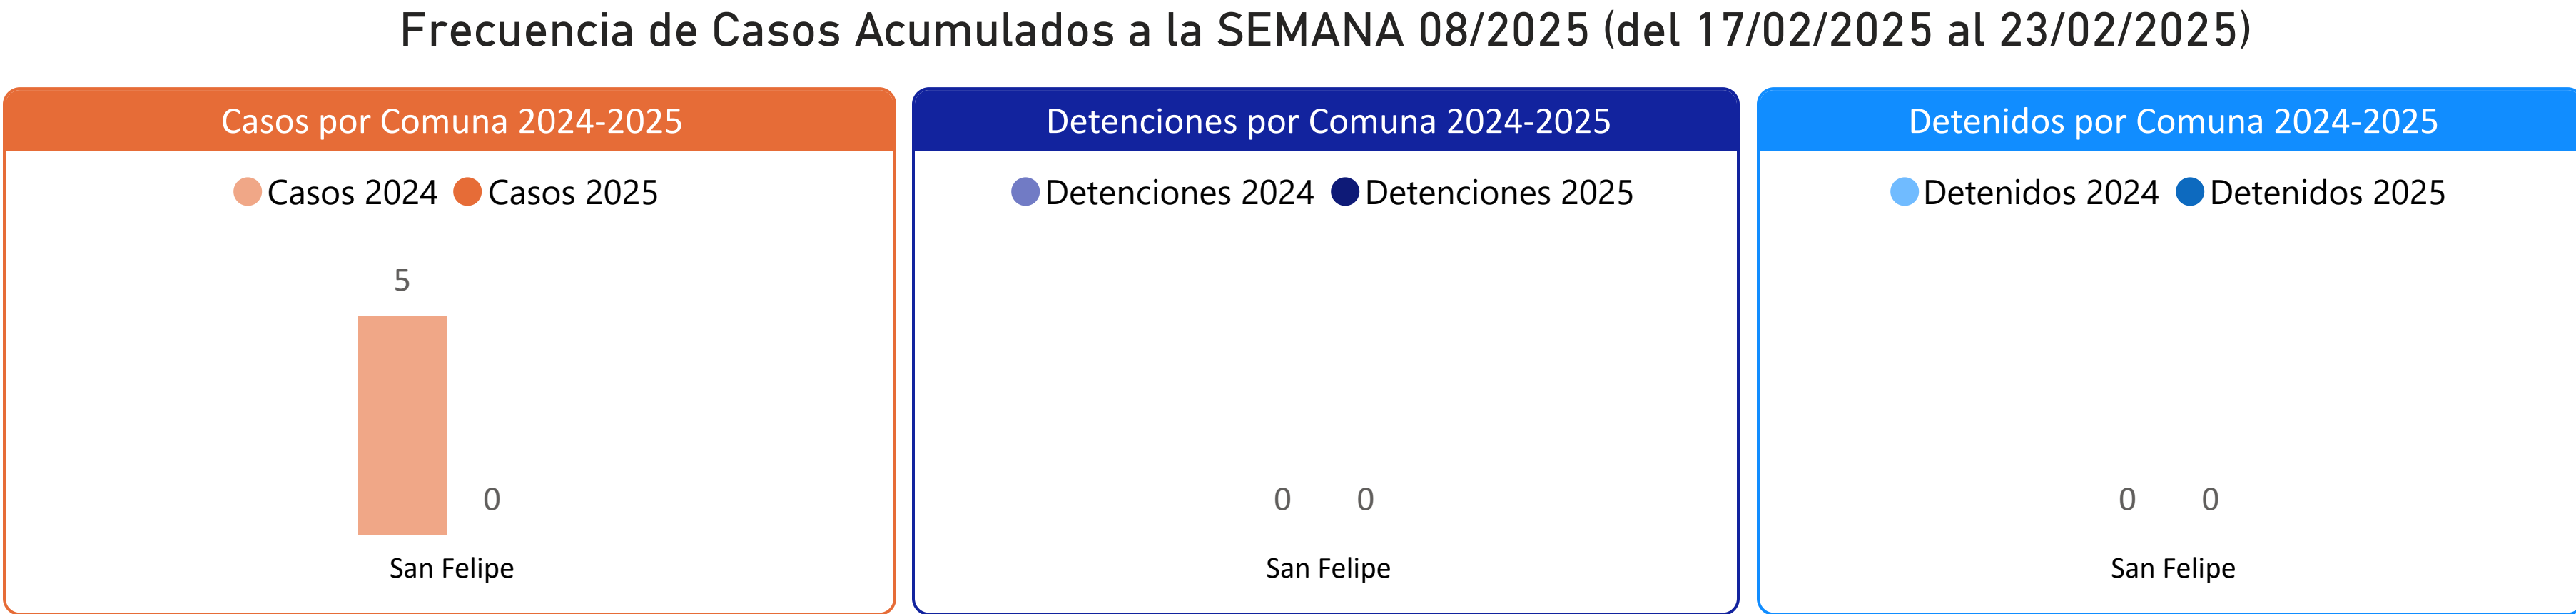 Frecuencia de Casos Acumulados a la SEMANA 08/2025 (del 17/02/2025 al 23/02/2025)
Casos por Comuna 2024-2025
Casos 2024 Casos 2025
5
0
San Felipe
Detenciones por Comuna 2024-2025
Detenciones 2024 Detenciones 2025
0 0
San Felipe
Detenidos por Comuna 2024-2025
Detenidos 2024 Detenidos 2025
0 0
San Felipe